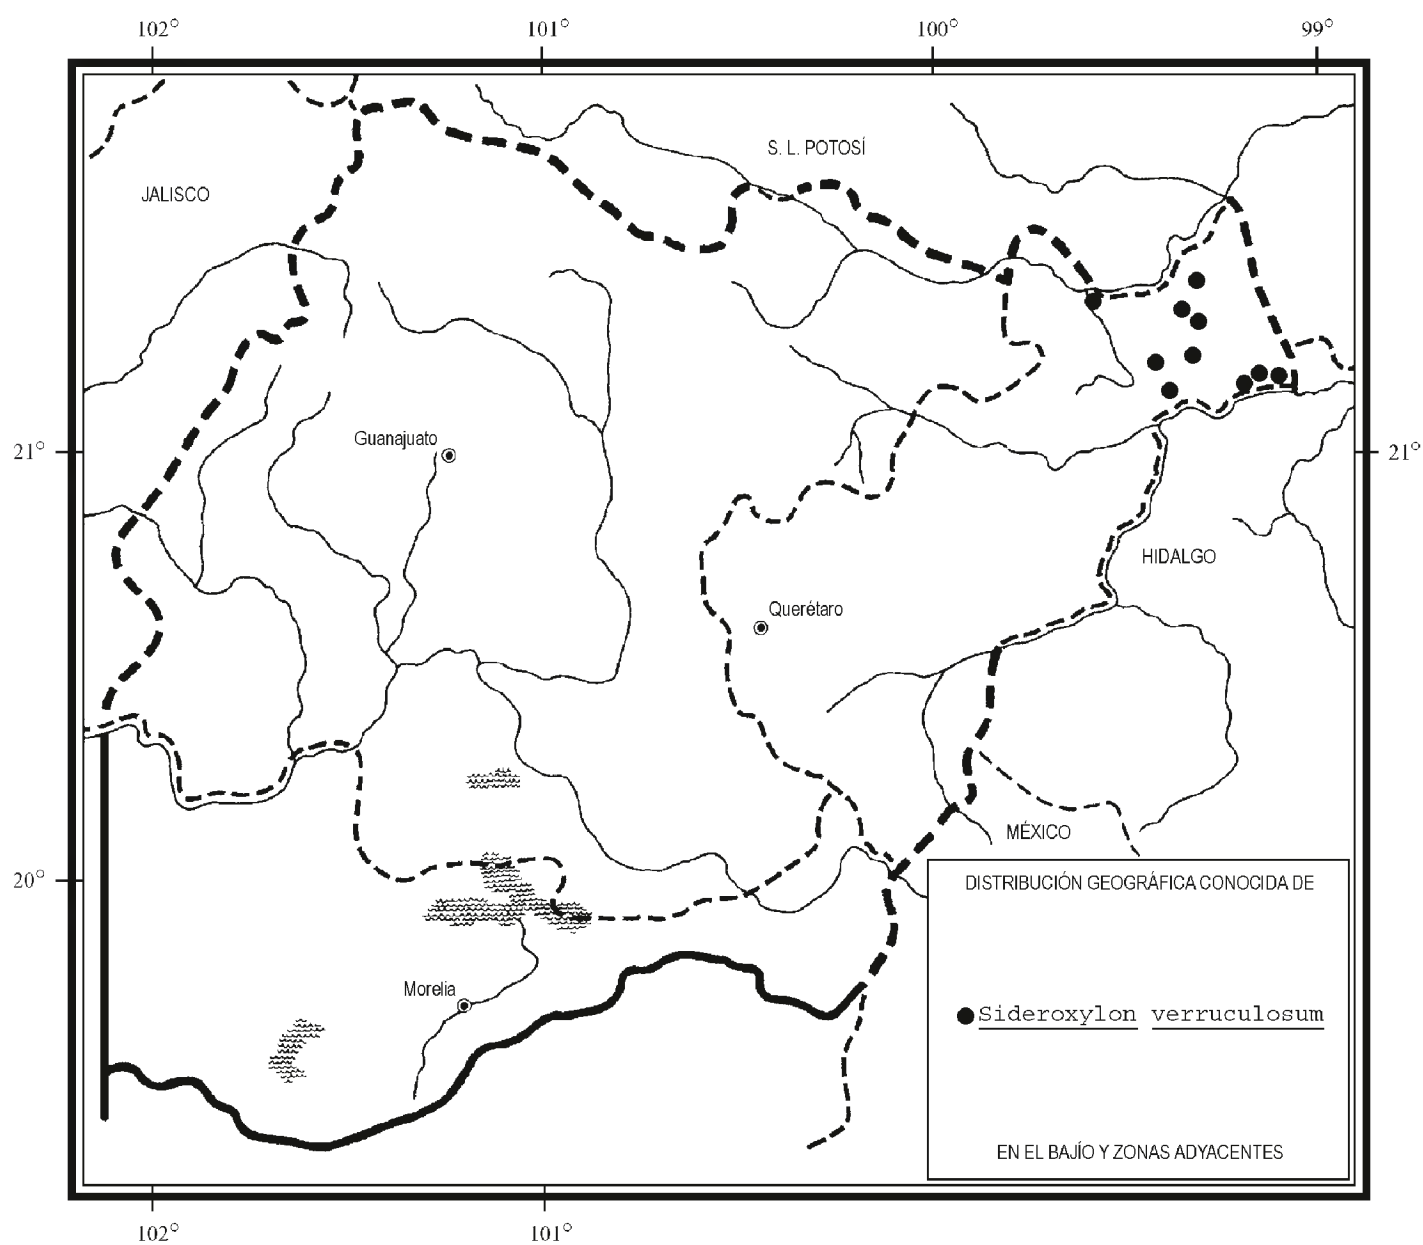 102° 101° 100° 99°
S. L. POTOSÍ
JALISCO
Guanajuato
21° 21°
HIDALGO
Querétaro
MÉXICO
20°
DISTRIBUCIÓN GEOGRÁFICA CONOCIDA DE
Morelia
Sideroxylon verruculosum
EN EL BAJÍO Y ZONAS ADYACENTES
102° 101°